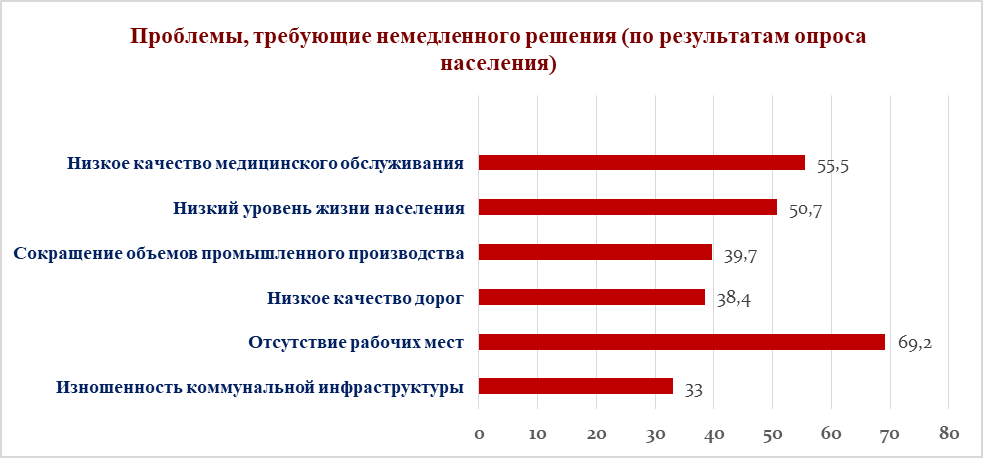 Проблемы, требующие немедленного решения (по результатам опроса
населения)
Низкое качество медицинского обслуживания 55,5
Низкий уровень жизни населения 50,7
Сокращение объемов промышленного производства 39,7
Низкое качество дорог 38,4
Отсутствие рабочих мест 69,2
Изношенность коммунальной инфраструктуры 33
0 10 20 30 40 50 60 70 80